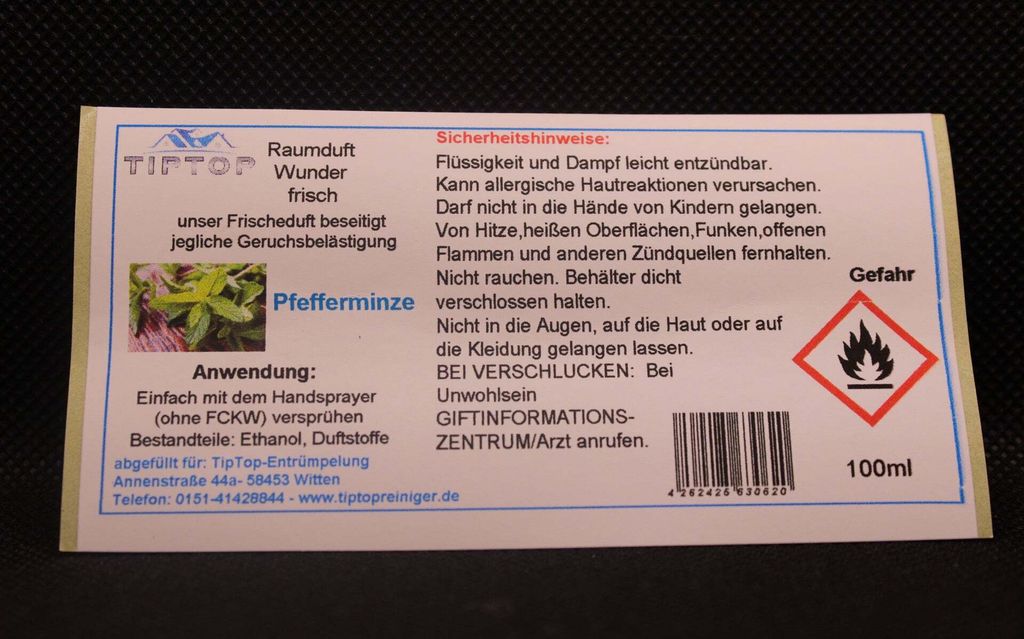 TIPTOP
Raumduft
Wunder
frisch
unser Frischeduft beseitigt
jegliche Geruchsbelästigung
Pfefferminze
Anwendung:
Einfach mit dem Handsprayer
(ohne FCKW) versprühen
Bestandteile: Ethanol, Duftstoffe
abgefüllt für: TipTop-Entrümpelung
Annenstraße 44a- 58453 Witten
Telefon: 0151-41428844 - www.tiptopreiniger.de
Sicherheitshinweise:
Flüssigkeit und Dampf leicht entzündbar.
Kann allergische Hautreaktionen verursachen.
Darf nicht in die Hände von Kindern gelangen.
Von Hitze,heißen Oberflächen,Funken,offenen
Flammen und anderen Zündquellen fernhalten.
Nicht rauchen. Behälter dicht
verschlossen halten.
Nicht in die Augen, auf die Haut oder auf
die Kleidung gelangen lassen.
BEI VERSCHLUCKEN: Bei
Unwohlsein
GIFTINFORMATIONS-
ZENTRUM/Arzt anrufen.
Gefahr
4262426630620
100ml